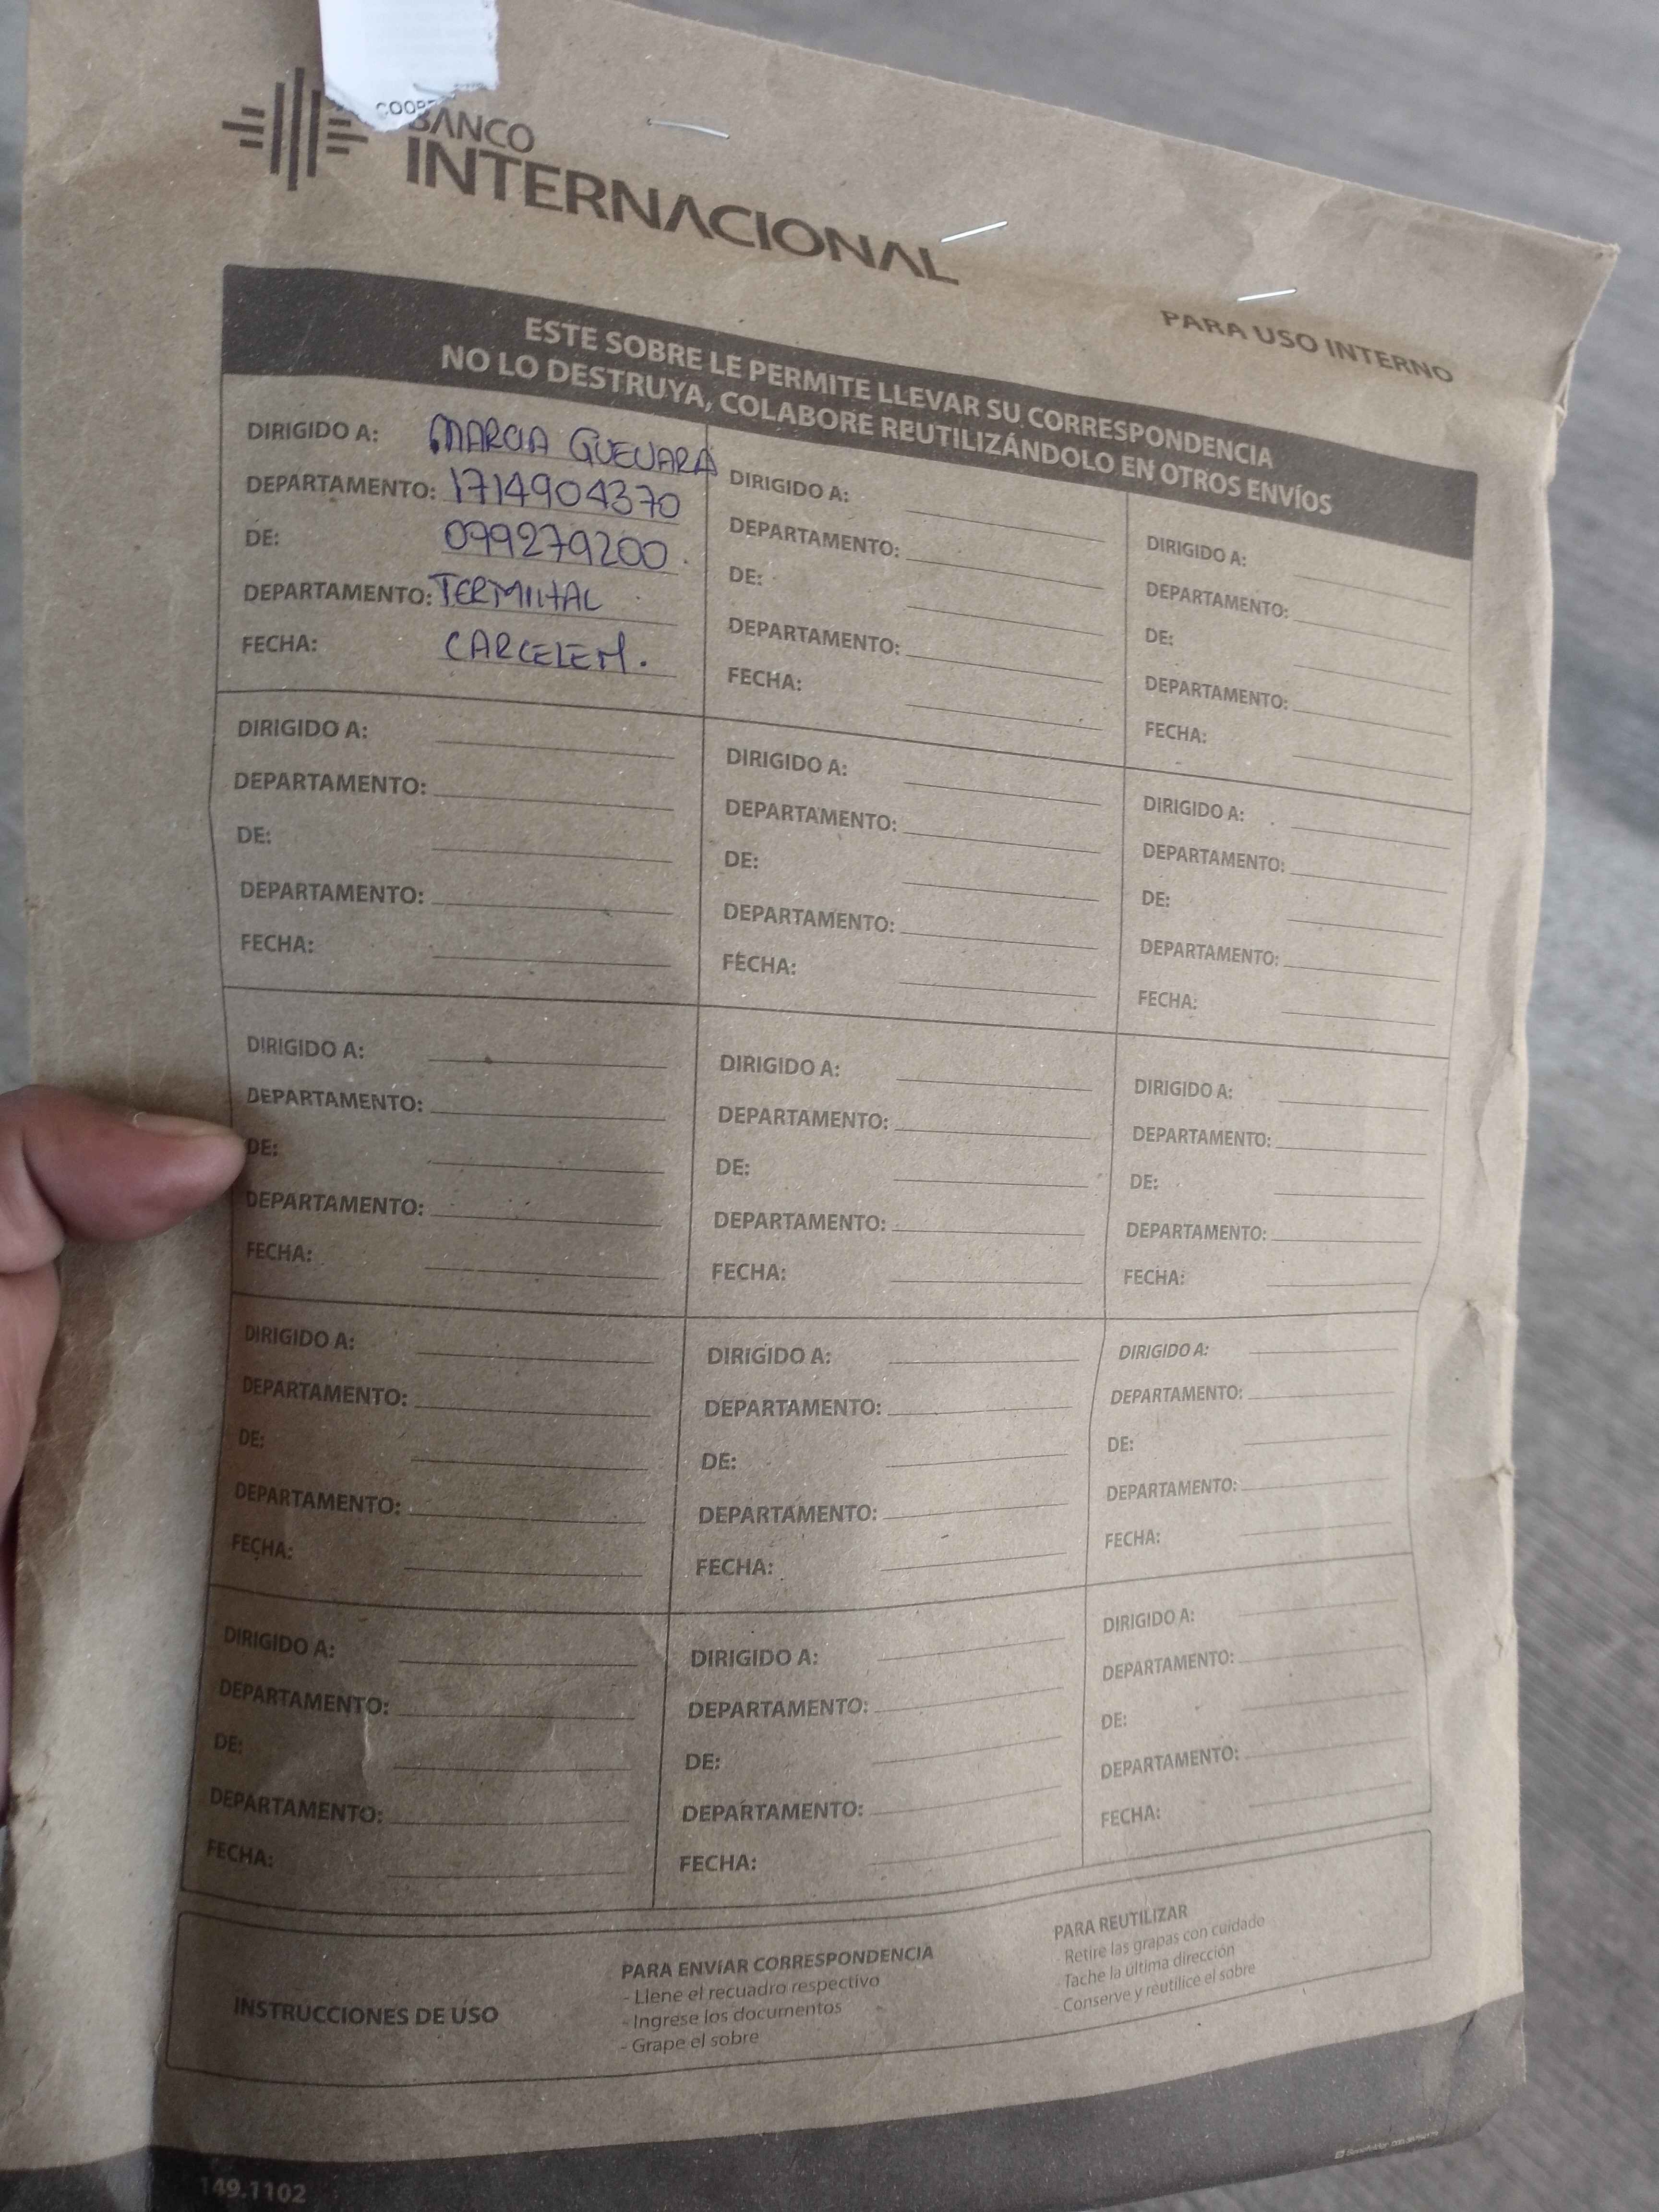 COOP
BANCO
INTERNACIONAL
PARA USO INTERNO
ESTE SOBRE LE PERMITE LLEVAR SU CORRESPONDENCIA
NO LO DESTRUYA, COLABORE REUTILIZÁNDOLO EN OTROS ENVÍOS
DIRIGIDO A: MARCIA GUEVARA
DEPARTAMENTO: 1714904370
DE: 099279200.
DEPARTAMENTO: TERMINAL
FECHA: CARCELEN.
DIRIGIDO A:
DEPARTAMENTO:
DE:
DEPARTAMENTO:
FECHA:
DIRIGIDO A:
DEPARTAMENTO:
DE:
DEPARTAMENTO:
FECHA:
DIRIGIDO A:
DEPARTAMENTO:
DE:
DEPARTAMENTO:
FECHA:
DIRIGIDO A:
DEPARTAMENTO:
DE:
DEPARTAMENTO:
FECHA:
DIRIGIDO A:
DEPARTAMENTO:
DE:
DEPARTAMENTO:
FECHA:
DIRIGIDO A:
DEPARTAMENTO:
DE:
DEPARTAMENTO:
FECHA:
DIRIGIDO A:
DEPARTAMENTO:
DE:
DEPARTAMENTO:
FECHA:
DIRIGIDO A:
DEPARTAMENTO:
DE:
DEPARTAMENTO:
FECHA:
DIRIGIDO A:
DEPARTAMENTO:
DE:
DEPARTAMENTO:
FECHA:
DIRIGIDO A:
DEPARTAMENTO:
DE:
DEPARTAMENTO:
FECHA:
DIRIGIDO A:
DEPARTAMENTO:
DE:
DEPARTAMENTO:
FECHA:
DIRIGIDO A:
DEPARTAMENTO:
DE:
DEPARTAMENTO:
FECHA:
DIRIGIDO A:
DEPARTAMENTO:
DE:
DEPARTAMENTO:
FECHA:
DIRIGIDO A:
DEPARTAMENTO:
DE:
DEPARTAMENTO:
FECHA:
INSTRUCCIONES DE USO
PARA ENVIAR CORRESPONDENCIA
- Llene el recuadro respectivo
- Ingrese los documentos
- Grape el sobre
PARA REUTILIZAR
- Retire las grapas con cuidado
- Tache la última dirección
- Conserve y reutilice el sobre
149.1102